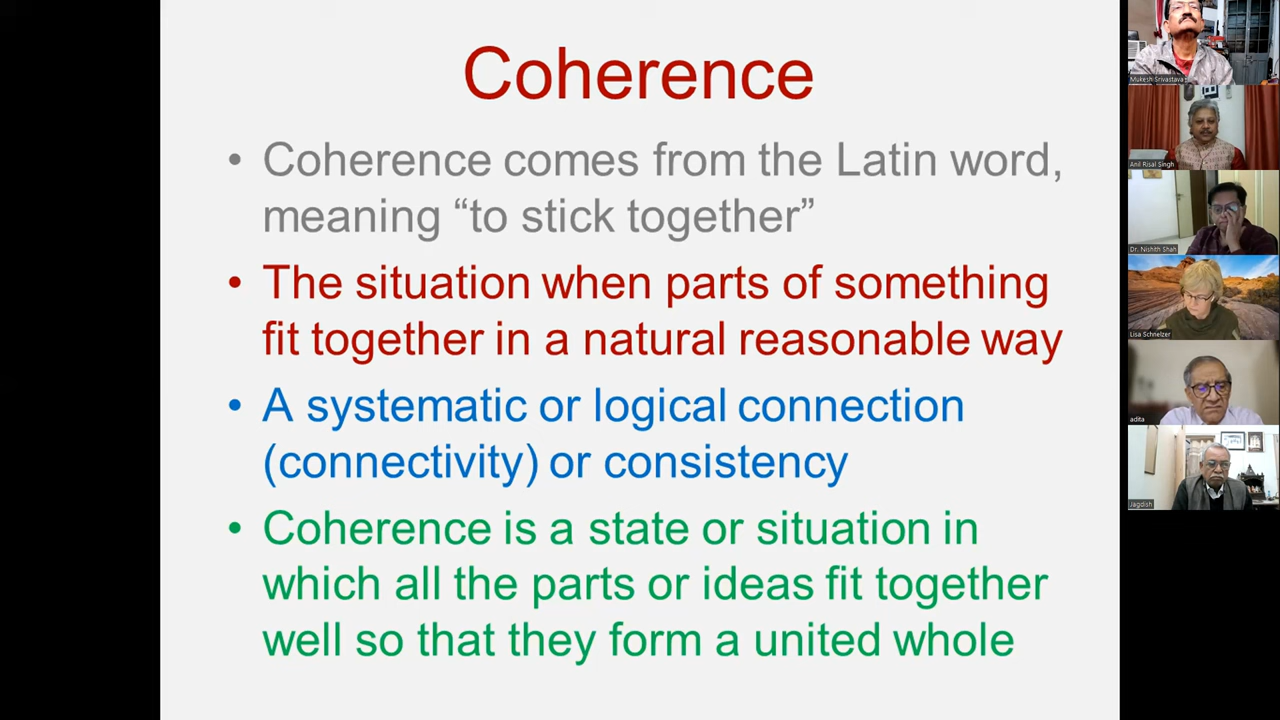 Coherence
• Coherence comes from the Latin word,
meaning “to stick together”
• The situation when parts of something
fit together in a natural reasonable way
• A systematic or logical connection
(connectivity) or consistency
• Coherence is a state or situation in
which all the parts or ideas fit together
well so that they form a united whole
Mukesh Srivastava
Anil Risal Singh
Dr. Nishith Shah
Lisa Schnelzer
adita
Jagdish